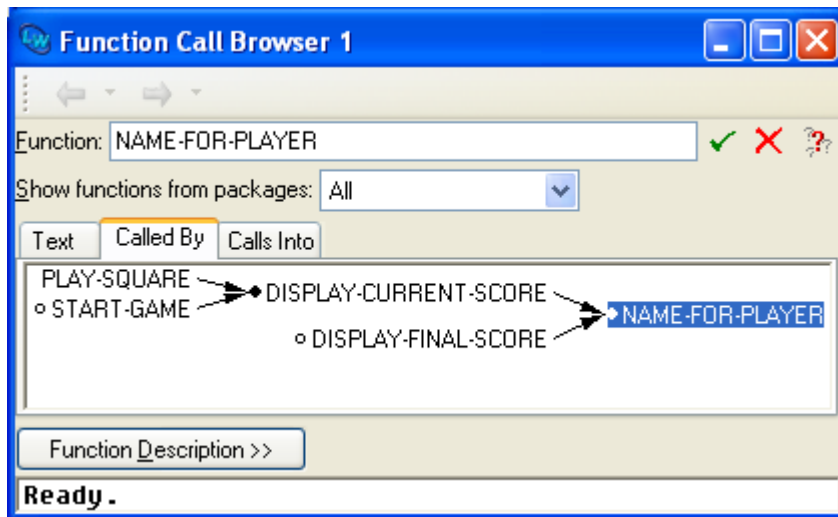 Function Call Browser 1
Function: NAME-FOR-PLAYER
Show functions from packages: All
Text Called By Calls Into
PLAY-SQUARE
START-GAME
DISPLAY-CURRENT-SCORE
DISPLAY-FINAL-SCORE
NAME-FOR-PLAYER
Function Description >>
Ready.